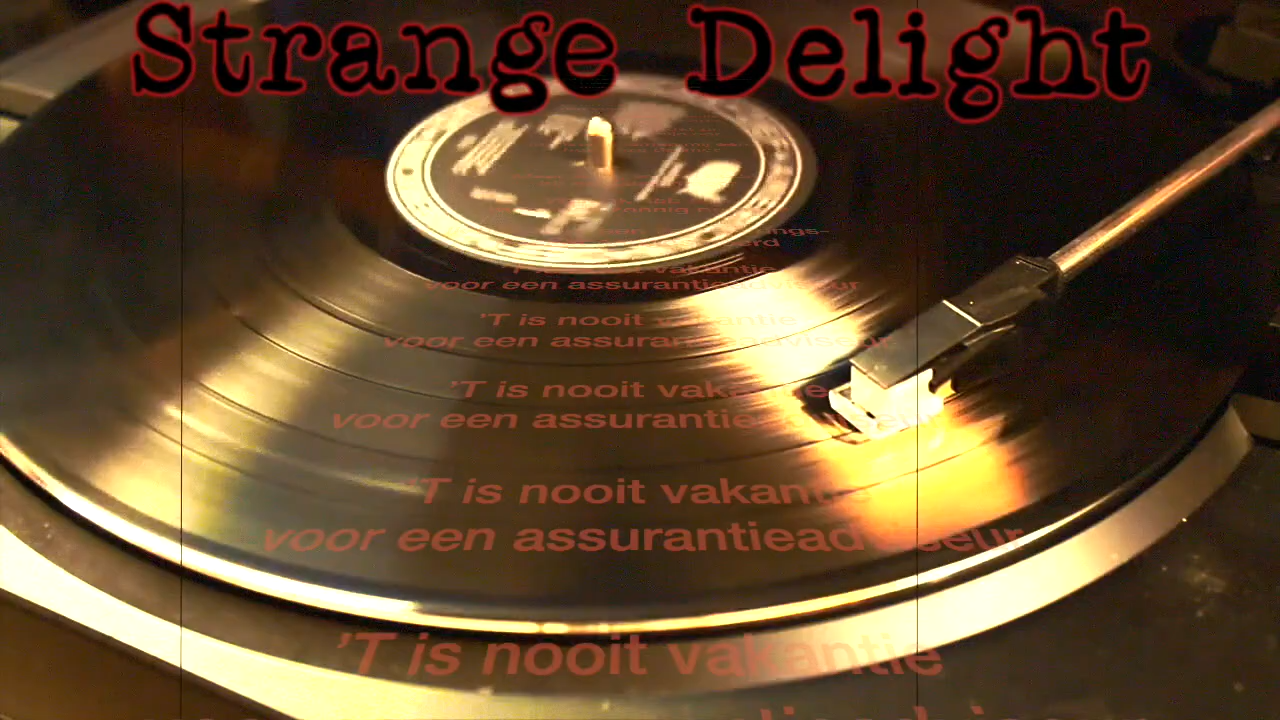 Strange Delight
'T is nooit vakantie
voor een assurantieadviseur
'T is nooit
voor een assurantieadviseur
'T is nooit vakantie
voor een assurantieadviseur
'T is nooit vakantie
voor een assurantieadviseur
'T is nooit vakantie